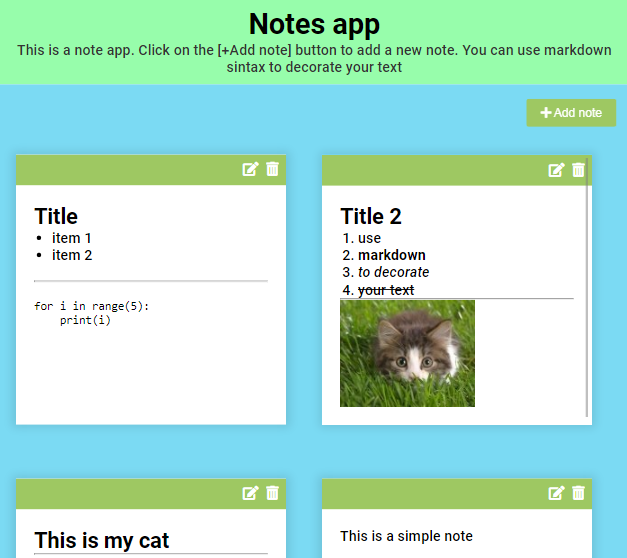 Notes app
This is a note app. Click on the [+Add note] button to add a new note. You can use markdown
sintax to decorate your text
Add note
Title
• item 1
• item 2
for i in range(5):
    print(i)
Title 2
1. use
2. markdown
3. to decorate
4. your text
This is my cat
This is a simple note